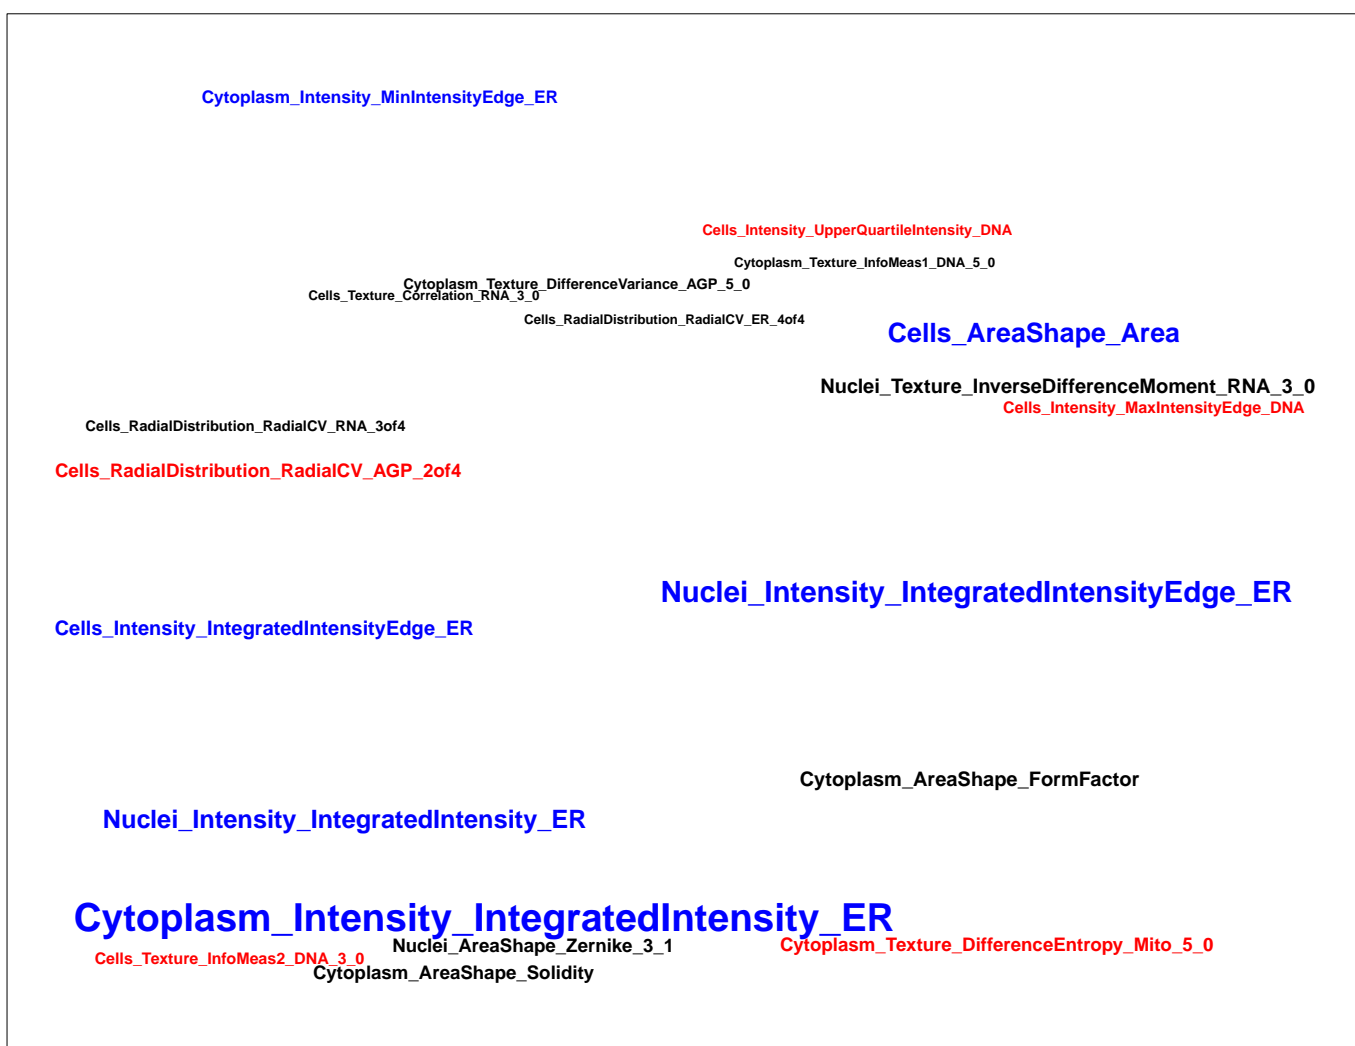 Cytoplasm_Intensity_MinIntensityEdge_ER
Cells_Intensity_UpperQuartileIntensity_DNA
Cytoplasm_Texture_InfoMeas1_DNA_5_0
Cytoplasm_Texture_DifferenceVariance_AGP_5_0
Cells_Texture_Correlation_RNA_3_0
Cells_RadialDistribution_RadialCV_ER_4of4
Cells_AreaShape_Area
Nuclei_Texture_InverseDifferenceMoment_RNA_3_0
Cells_Intensity_MaxIntensityEdge_DNA
Cells_RadialDistribution_RadialCV_RNA_3of4
Cells_RadialDistribution_RadialCV_AGP_2of4
Nuclei_Intensity_IntegratedIntensityEdge_ER
Cells_Intensity_IntegratedIntensityEdge_ER
Cytoplasm_AreaShape_FormFactor
Nuclei_Intensity_IntegratedIntensity_ER
Cytoplasm_Intensity_IntegratedIntensity_ER
Nuclei_AreaShape_Zernike_3_1
Cytoplasm_Texture_DifferenceEntropy_Mito_5_0
Cells_Texture_InfoMeas2_DNA_3_0
Cytoplasm_AreaShape_Solidity